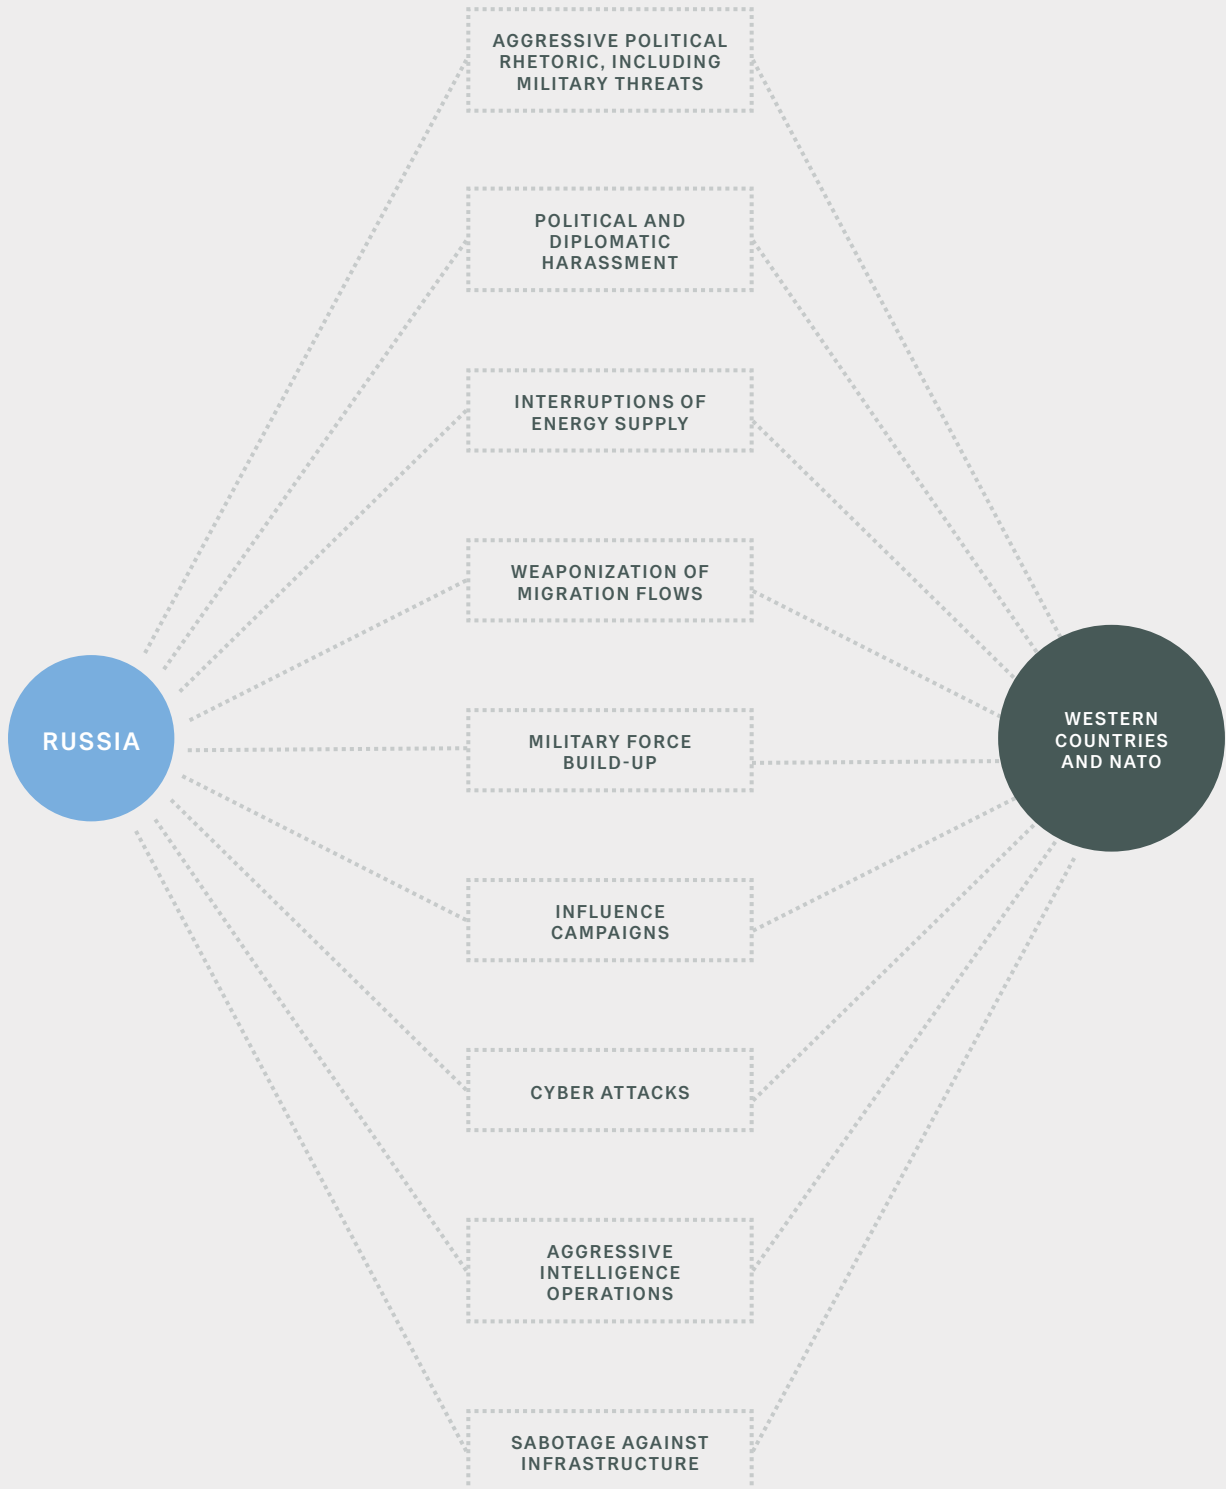 AGGRESSIVE POLITICAL
RHETORIC, INCLUDING
MILITARY THREATS
POLITICAL AND
DIPLOMATIC
HARASSMENT
INTERRUPTIONS OF
ENERGY SUPPLY
WEAPONIZATION OF
MIGRATION FLOWS
RUSSIA
MILITARY FORCE
BUILD-UP
WESTERN
COUNTRIES
AND NATO
INFLUENCE
CAMPAIGNS
CYBER ATTACKS
AGGRESSIVE
INTELLIGENCE
OPERATIONS
SABOTAGE AGAINST
INFRASTRUCTURE